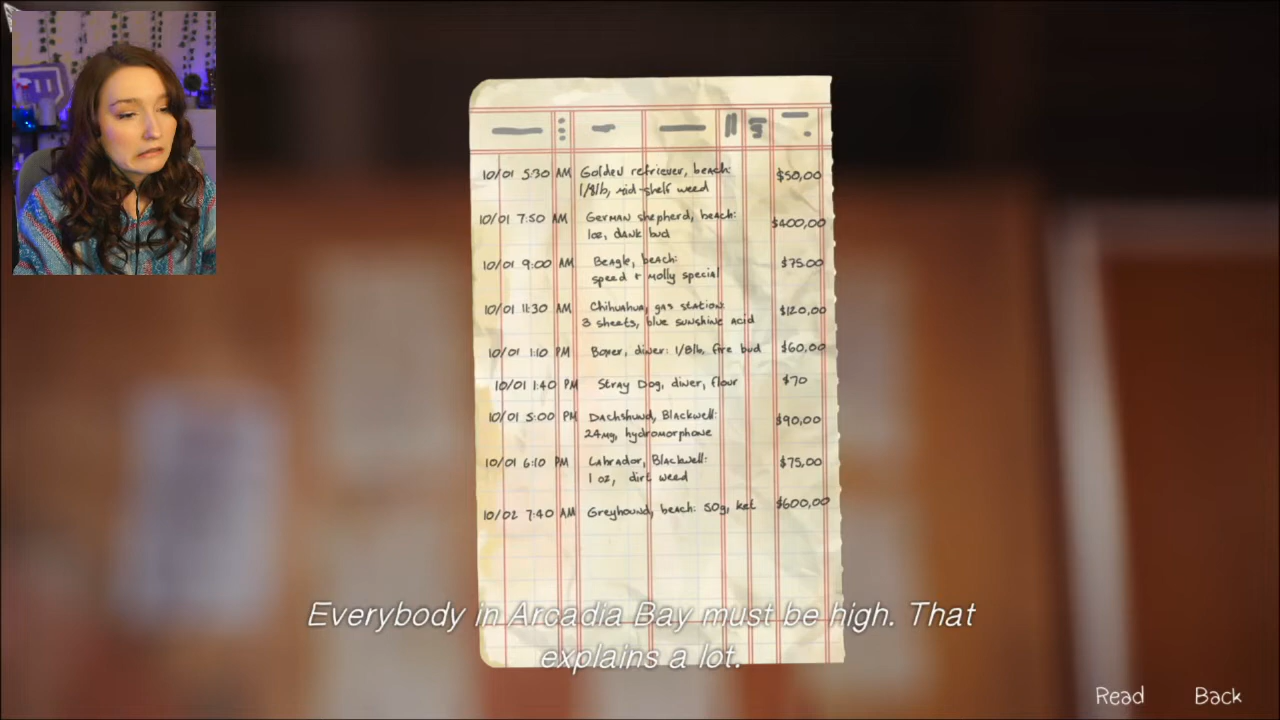 10/01 5:30 AM Golden retriever, beach: $50,00
1/8lb, mid-shelf weed
10/01 7:50 AM German shepherd, beach: $400,00
1oz, dank bud
10/01 9:00 AM Beagle, beach: $75.00
speed + Molly special
10/01 11:30 AM Chihuahua, gas station: $120,00
3 sheets, blue sunshine acid
10/01 1:10 PM Boxer, diner: 1/8lb, fire bud $60,00
10/01 1:40 PM Stray Dog, diner, flour $70
10/01 5:00 PM Dachshund, Blackwell: $90,00
24mg, hydromorphone
10/01 6:10 PM Labrador, Blackwell: $75,00
1 oz, dirt weed
10/02 7:40 AM Greyhound, beach: 50g, ket $600,00
Everybody in Arcadia Bay must be high. That
explains a lot.
Read Back